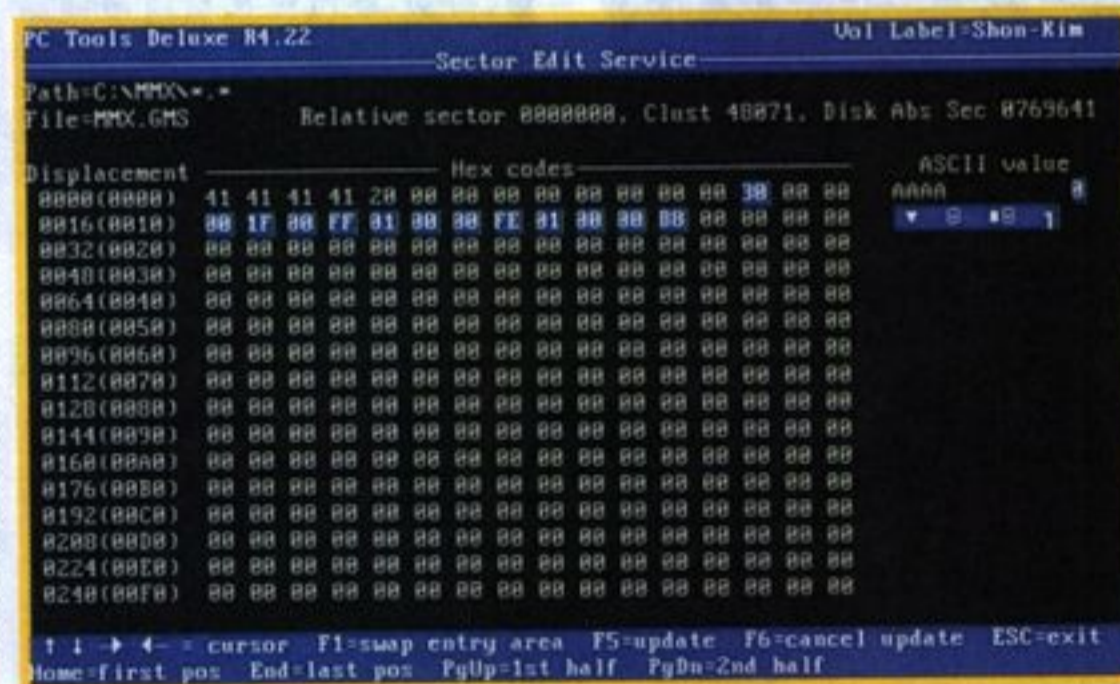 PC Tools Deluxe R4.22 Vol Label=Shon-Kim
Sector Edit Service
Path=C:\MMX\*.*
File=MMX.GMS Relative sector 0000000, Clust 48071, Disk Abs Sec 0769641
Displacement Hex codes ASCII value
0000(0000) 41 41 41 41 20 00 00 00 00 00 00 00 00 30 00 00 AAAA 0
0016(0010) 00 1F 00 FF 01 00 00 FE 01 00 00 B8 00 00 00 00 ▼ ☺ ■☺ ╕
0032(0020) 00 00 00 00 00 00 00 00 00 00 00 00 00 00 00 00
0048(0030) 00 00 00 00 00 00 00 00 00 00 00 00 00 00 00 00
0064(0040) 00 00 00 00 00 00 00 00 00 00 00 00 00 00 00 00
0080(0050) 00 00 00 00 00 00 00 00 00 00 00 00 00 00 00 00
0096(0060) 00 00 00 00 00 00 00 00 00 00 00 00 00 00 00 00
0112(0070) 00 00 00 00 00 00 00 00 00 00 00 00 00 00 00 00
0128(0080) 00 00 00 00 00 00 00 00 00 00 00 00 00 00 00 00
0144(0090) 00 00 00 00 00 00 00 00 00 00 00 00 00 00 00 00
0160(00A0) 00 00 00 00 00 00 00 00 00 00 00 00 00 00 00 00
0176(00B0) 00 00 00 00 00 00 00 00 00 00 00 00 00 00 00 00
0192(00C0) 00 00 00 00 00 00 00 00 00 00 00 00 00 00 00 00
0208(00D0) 00 00 00 00 00 00 00 00 00 00 00 00 00 00 00 00
0224(00E0) 00 00 00 00 00 00 00 00 00 00 00 00 00 00 00 00
0240(00F0) 00 00 00 00 00 00 00 00 00 00 00 00 00 00 00 00
↑ ↓ → ← = cursor F1=swap entry area F5=update F6=cancel update ESC=exit
Home=first pos End=last pos PgUp=1st half PgDn=2nd half